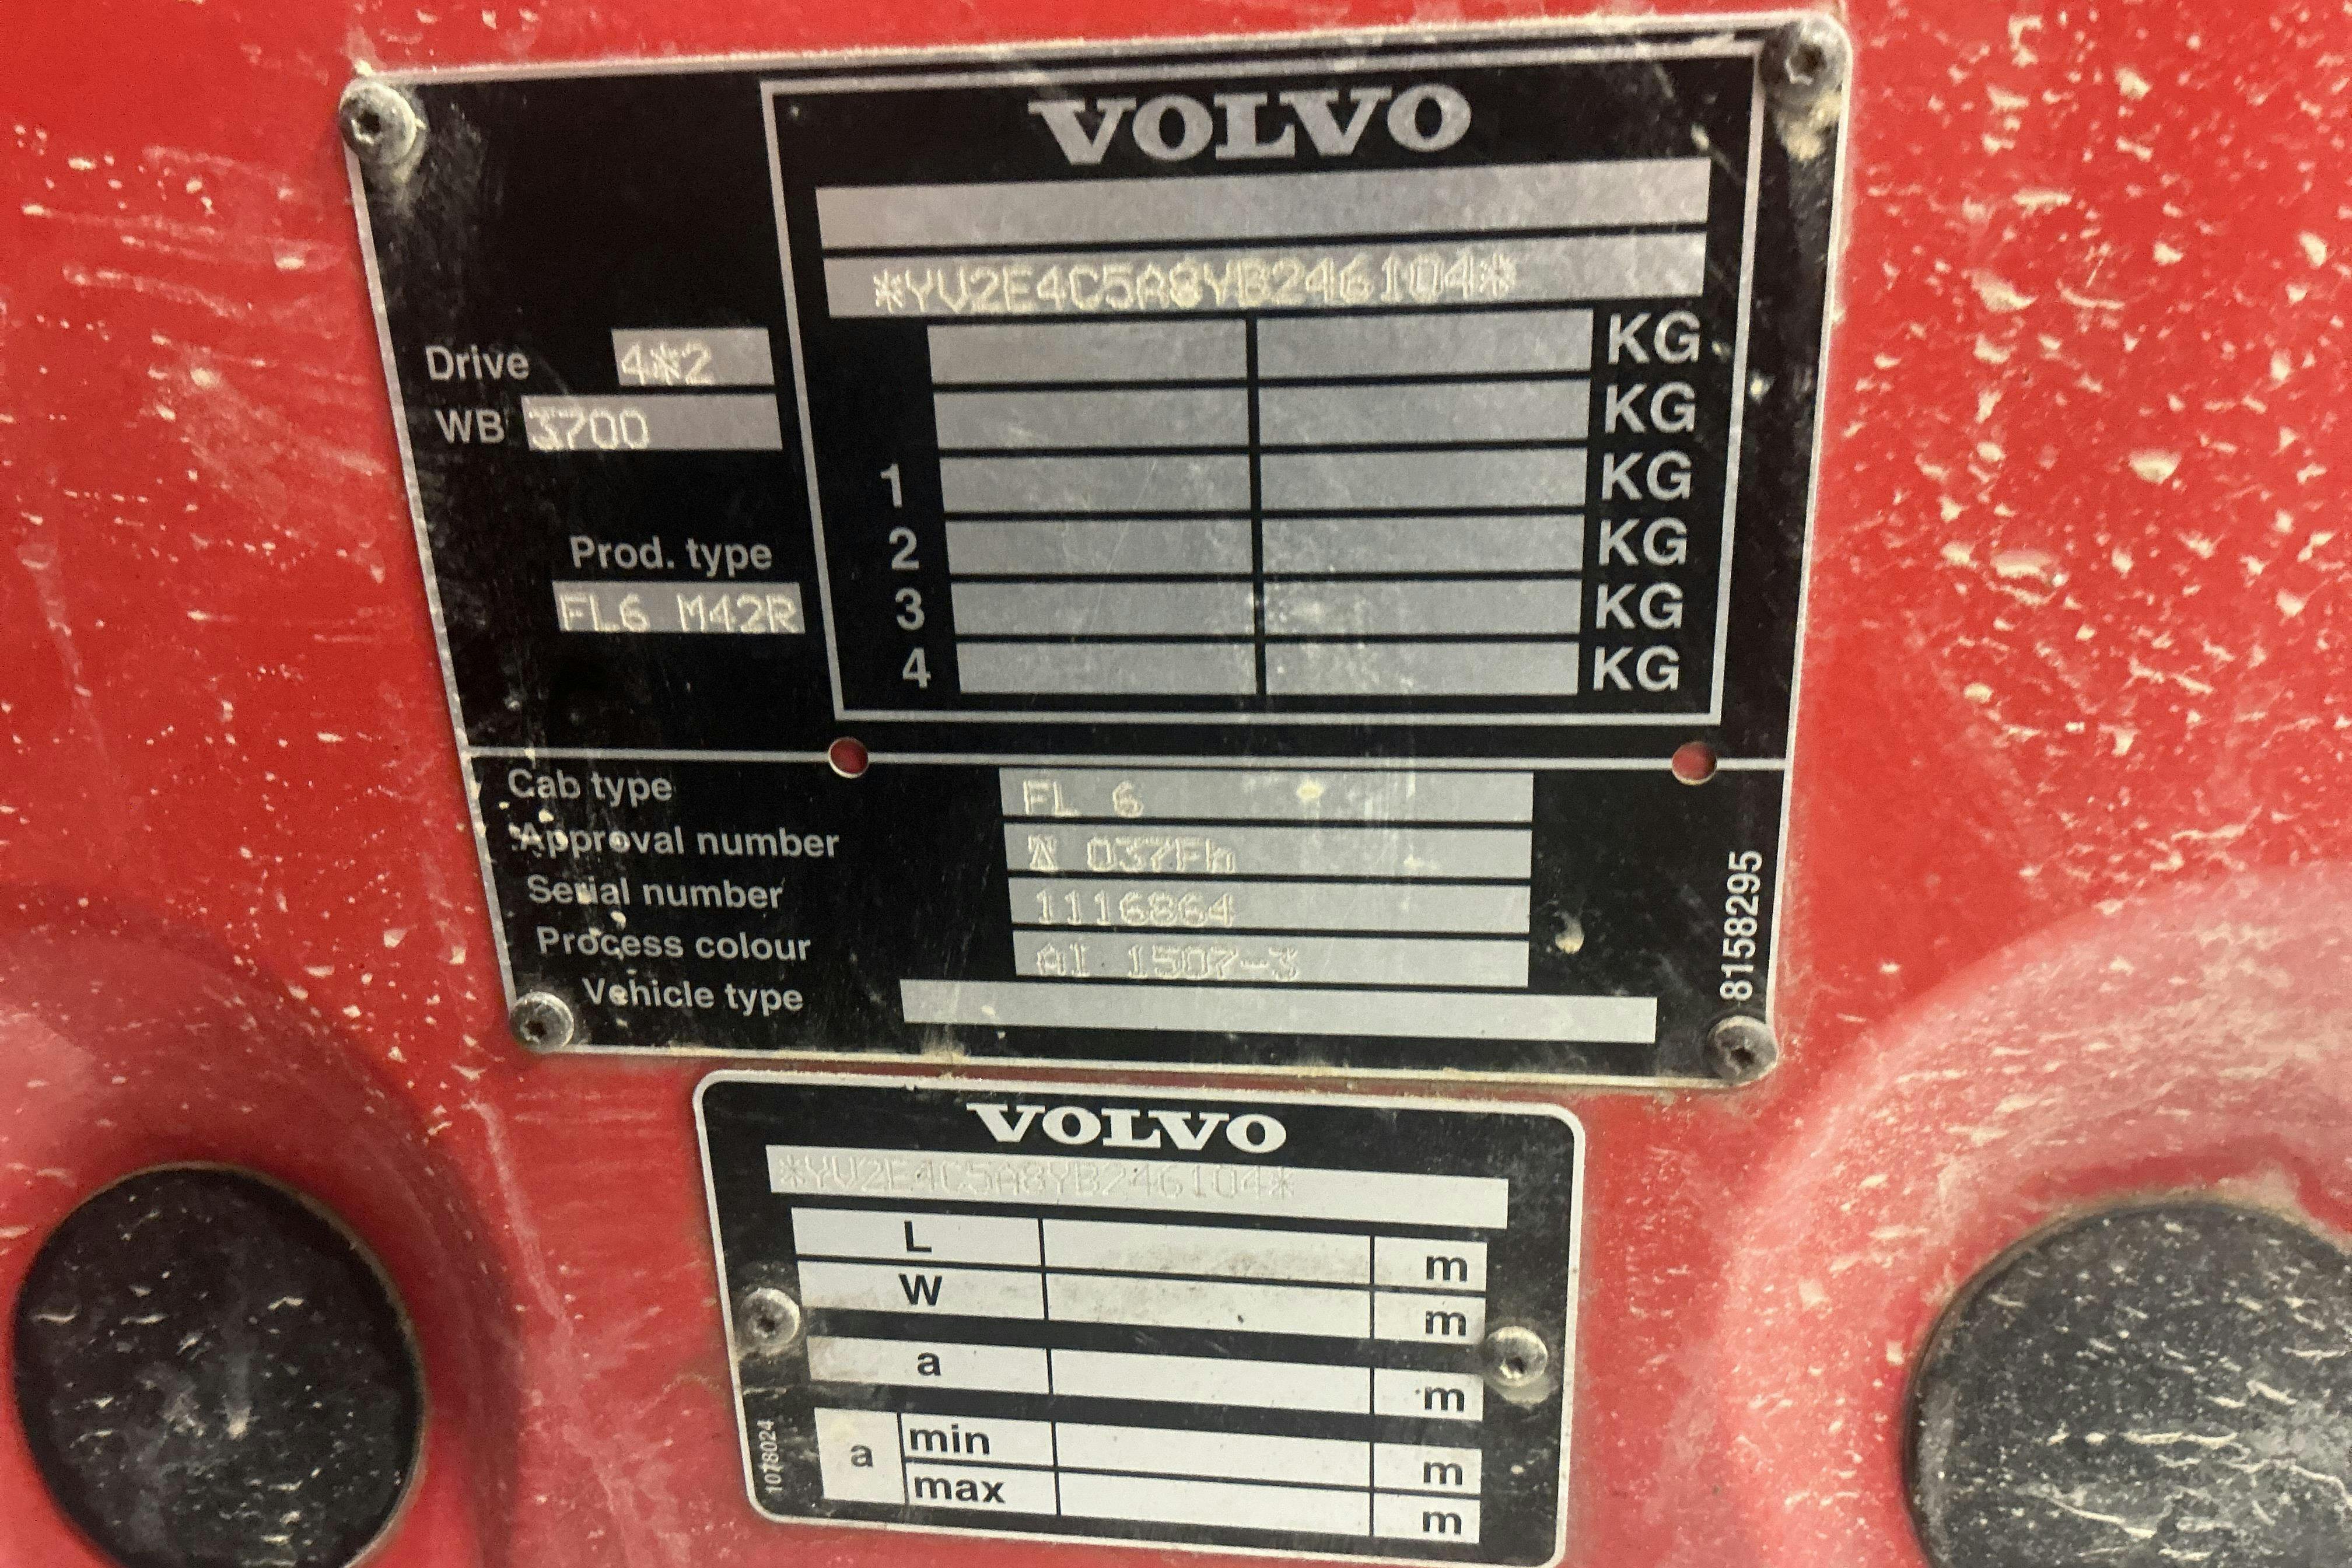 VOLVO
*YV2E4C5A8YB246104*
Drive 4*2 KG
WB 3700 KG
1 KG
Prod. type 2 KG
FL6 M42R 3 KG
4 KG
Cab type FL 6
Approval number 037Fh
Serial number 1116864
Process colour AI 1507-3
Vehicle type
8158295
VOLVO
*YV2E4C5A8YB246104*
L m
W m
a m
a min m
max m
1078024